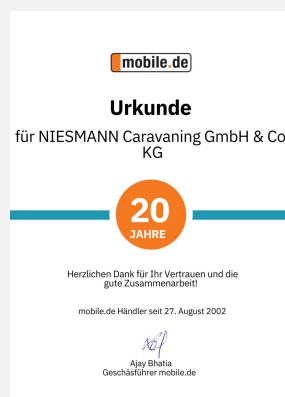 mobile.de
Urkunde
für NIESMANN Caravaning GmbH & Co
KG
20
JAHRE
Herzlichen Dank für Ihr Vertrauen und die
gute Zusammenarbeit!
mobile.de Händler seit 27. August 2002
Ajay Bhatia
Geschäsführer mobile.de